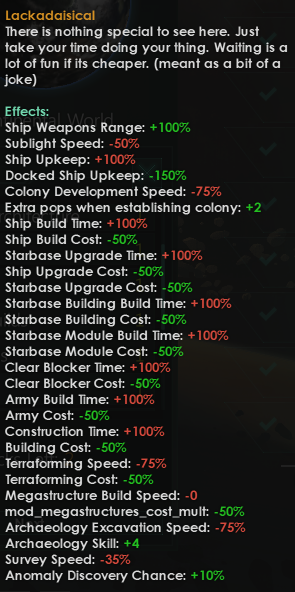 Lackadaisical
There is nothing special to see here. Just
take your time doing your thing. Waiting is a
lot of fun if its cheaper. (meant as a bit of a
joke)
Effects:
Ship Weapons Range: +100%
Sublight Speed: -50%
Ship Upkeep: +100%
Docked Ship Upkeep: -150%
Colony Development Speed: -75%
Extra pops when establishing colony: +2
Ship Build Time: +100%
Ship Build Cost: -50%
Starbase Upgrade Time: +100%
Ship Upgrade Cost: -50%
Starbase Upgrade Cost: -50%
Starbase Building Build Time: +100%
Starbase Building Cost: -50%
Starbase Module Build Time: +100%
Starbase Module Cost: -50%
Clear Blocker Time: +100%
Clear Blocker Cost: -50%
Army Build Time: +100%
Army Cost: -50%
Construction Time: +100%
Building Cost: -50%
Terraforming Speed: -75%
Terraforming Cost: -50%
Megastructure Build Speed: -0
mod_megastructures_cost_mult: -50%
Archaeology Excavation Speed: -75%
Archaeology Skill: +4
Survey Speed: -35%
Anomaly Discovery Chance: +10%